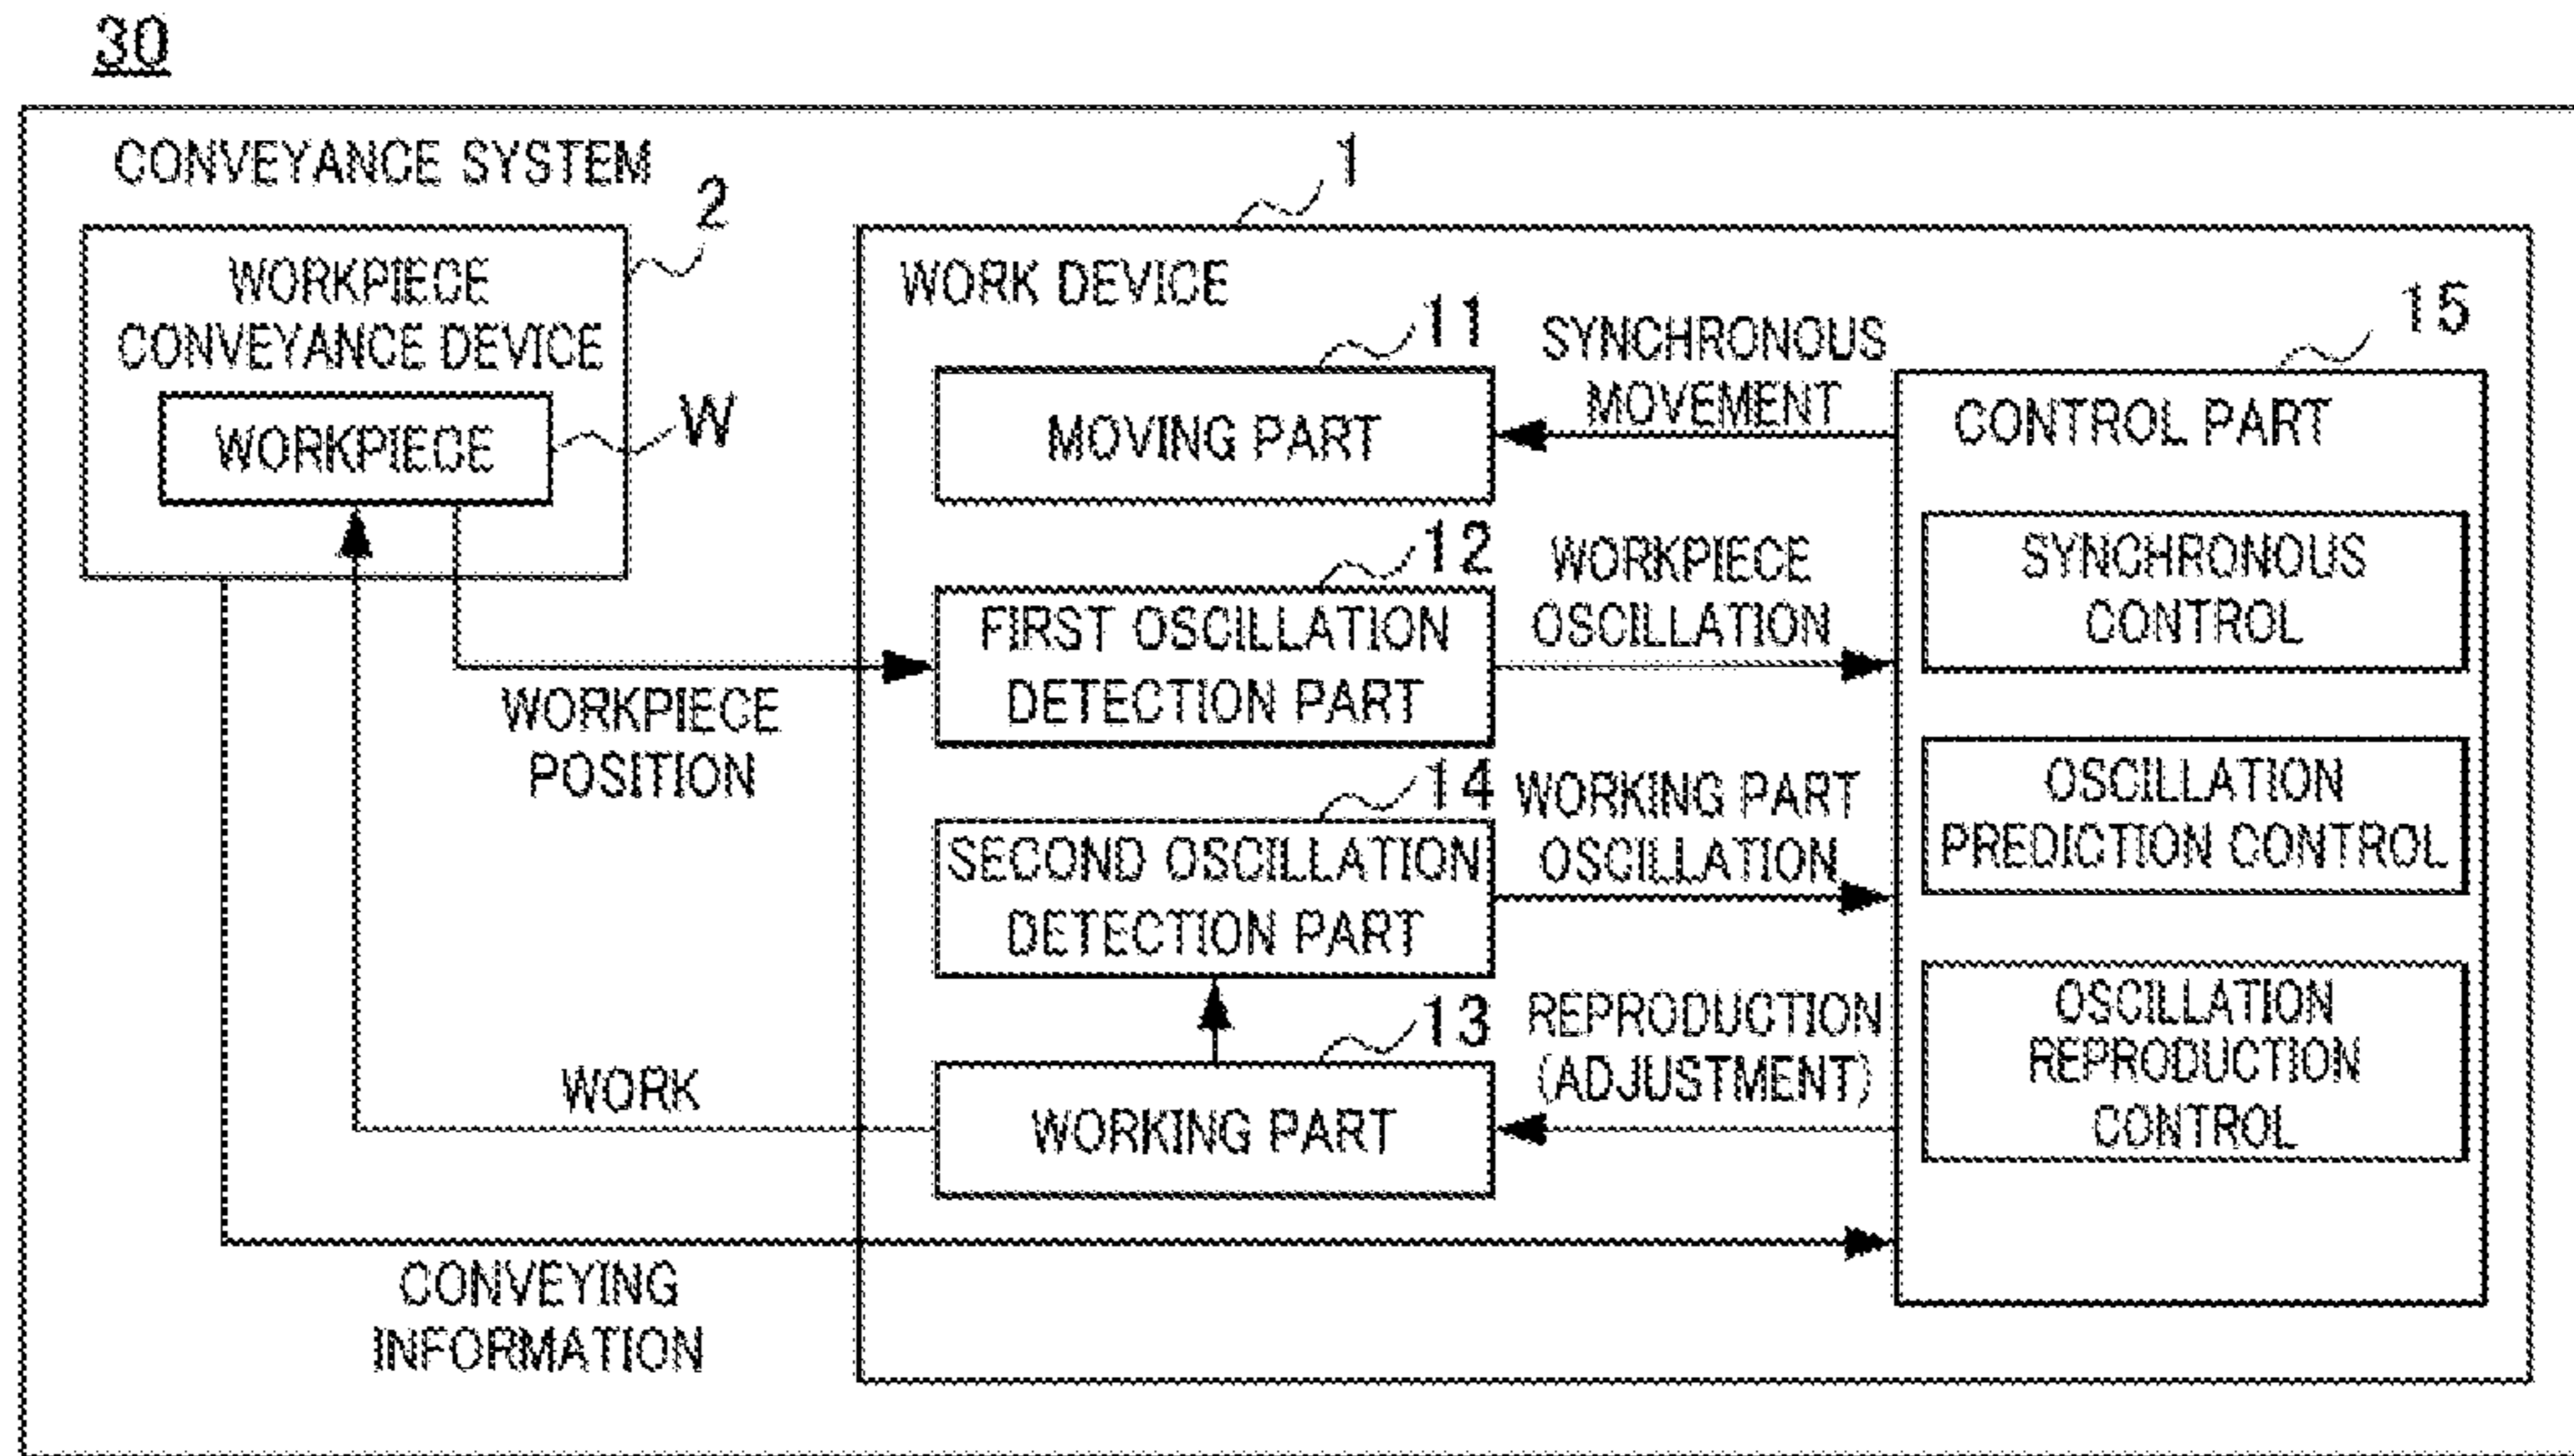 30
CONVEYANCE SYSTEM
2
WORKPIECE
CONVEYANCE DEVICE
WORKPIECE
W
1
WORK DEVICE
11
MOVING PART
SYNCHRONOUS
MOVEMENT
15
CONTROL PART
SYNCHRONOUS
CONTROL
OSCILLATION
PREDICTION CONTROL
OSCILLATION
REPRODUCTION
CONTROL
12
FIRST OSCILLATION
DETECTION PART
WORKPIECE
OSCILLATION
WORKPIECE
POSITION
14
SECOND OSCILLATION
DETECTION PART
WORKING PART
OSCILLATION
13
WORKING PART
REPRODUCTION
(ADJUSTMENT)
WORK
CONVEYING
INFORMATION